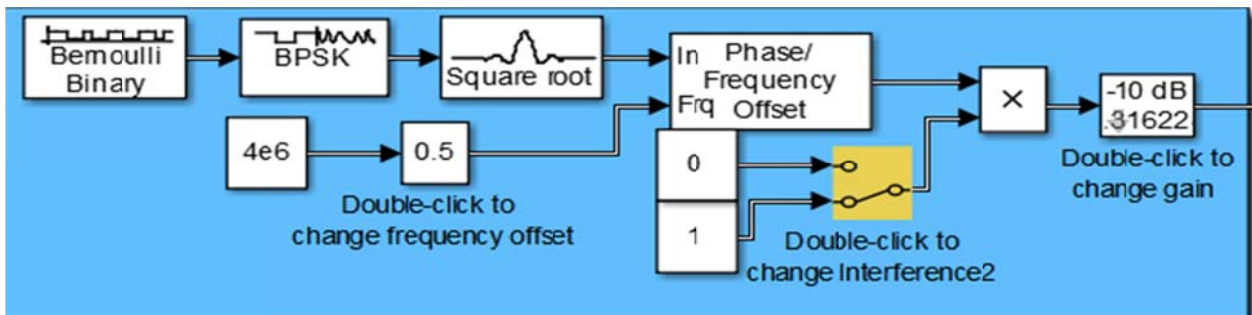 Bernoulli
Binary
BPSK
Square root
In
Frq
Phase/
Frequency
Offset
×
-10 dB
.31622
4e6
0.5
0
1
Double-click to
change frequency offset
Double-click to
change Interference2
Double-click to
change gain